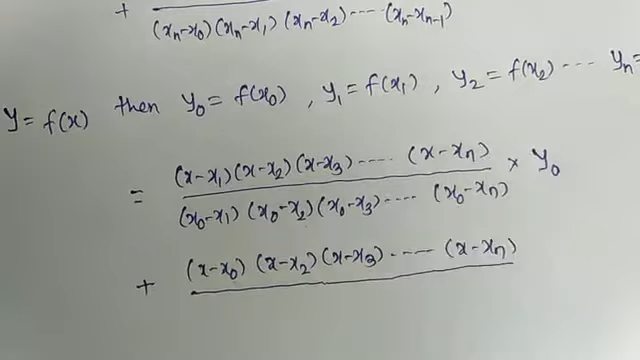 + (xₙ-x₀)(xₙ-x₁)(xₙ-x₂)·····(xₙ-xₙ₋₁)
y = f(x) then y₀ = f(x₀) , y₁ = f(x₁) , y₂ = f(x₂) ··· yₙ =
= (x-x₁)(x-x₂)(x-x₃)····· (x-xₙ) × y₀
(x₀-x₁)(x₀-x₂)(x₀-x₃)····· (x₀-xₙ)
+ (x-x₀)(x-x₂)(x-x₃)·····(x-xₙ)